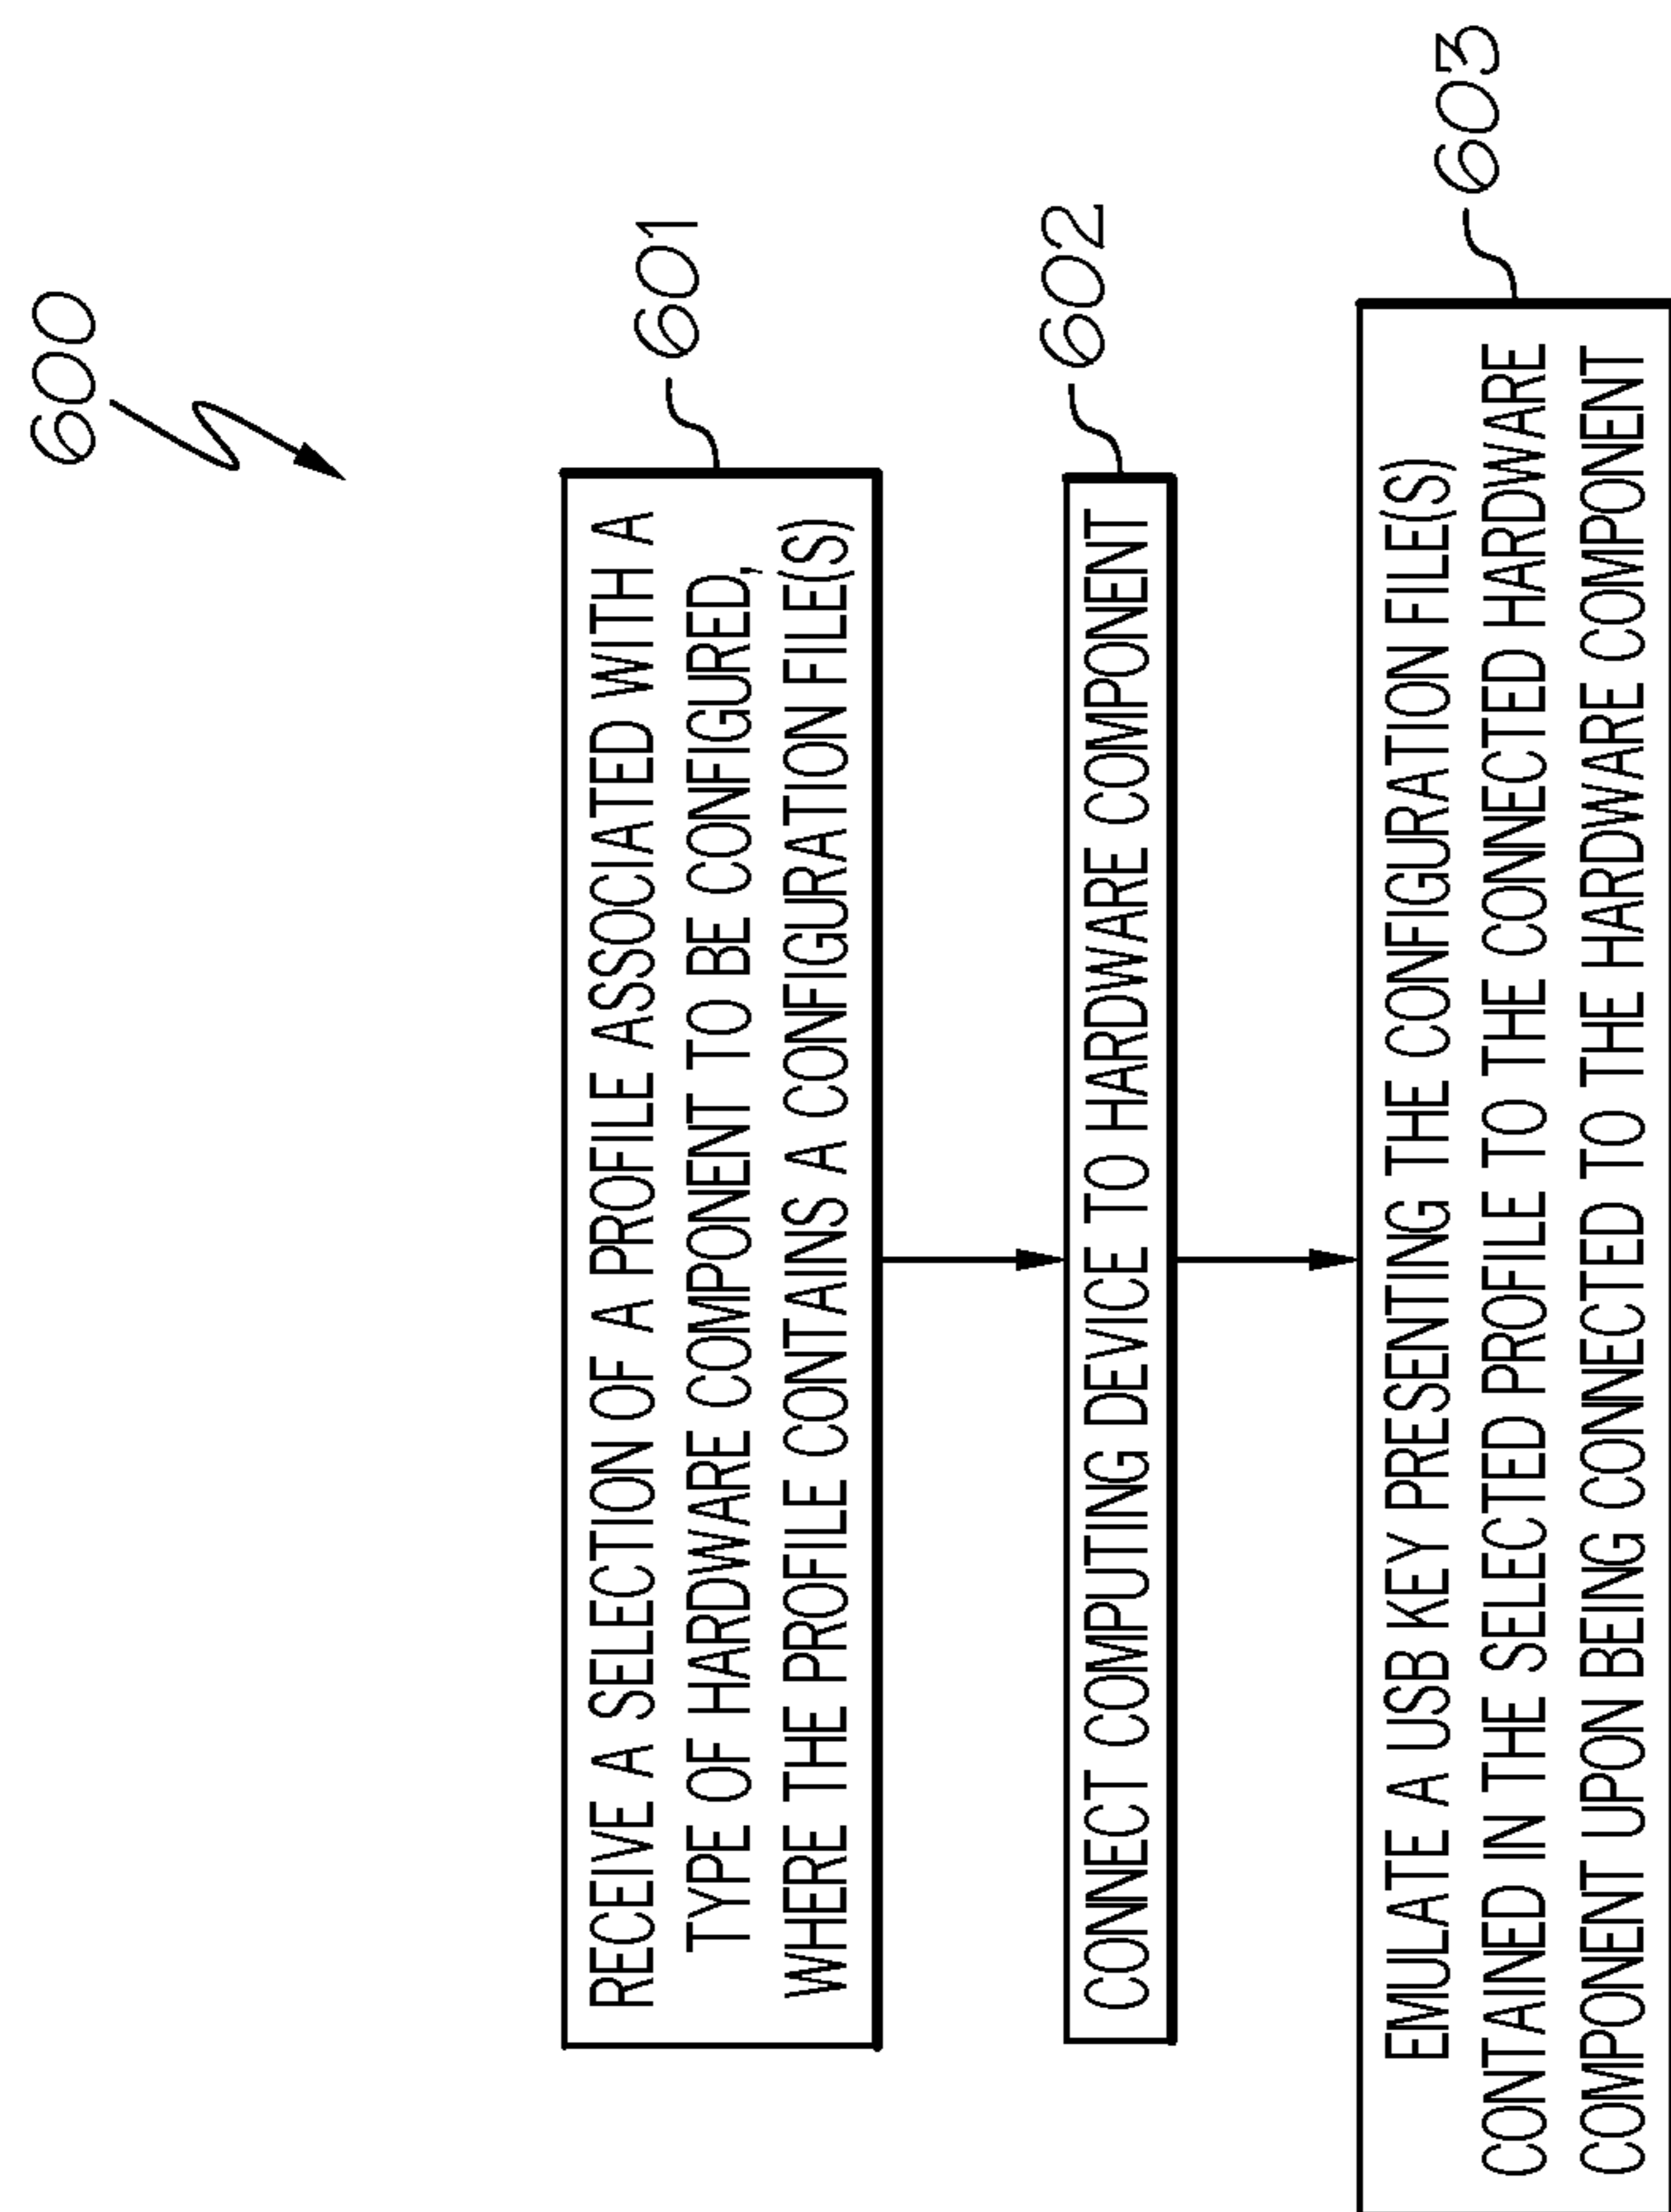 600
601
RECEIVE A SELECTION OF A PROFILE ASSOCIATED WITH A
TYPE OF HARDWARE COMPONENT TO BE CONFIGURED,
WHERE THE PROFILE CONTAINS A CONFIGURATION FILE(S)
602
CONNECT COMPUTING DEVICE TO HARDWARE COMPONENT
603
EMULATE A USB KEY PRESENTING THE CONFIGURATION FILE(S)
CONTAINED IN THE SELECTED PROFILE TO THE CONNECTED HARDWARE
COMPONENT UPON BEING CONNECTED TO THE HARDWARE COMPONENT